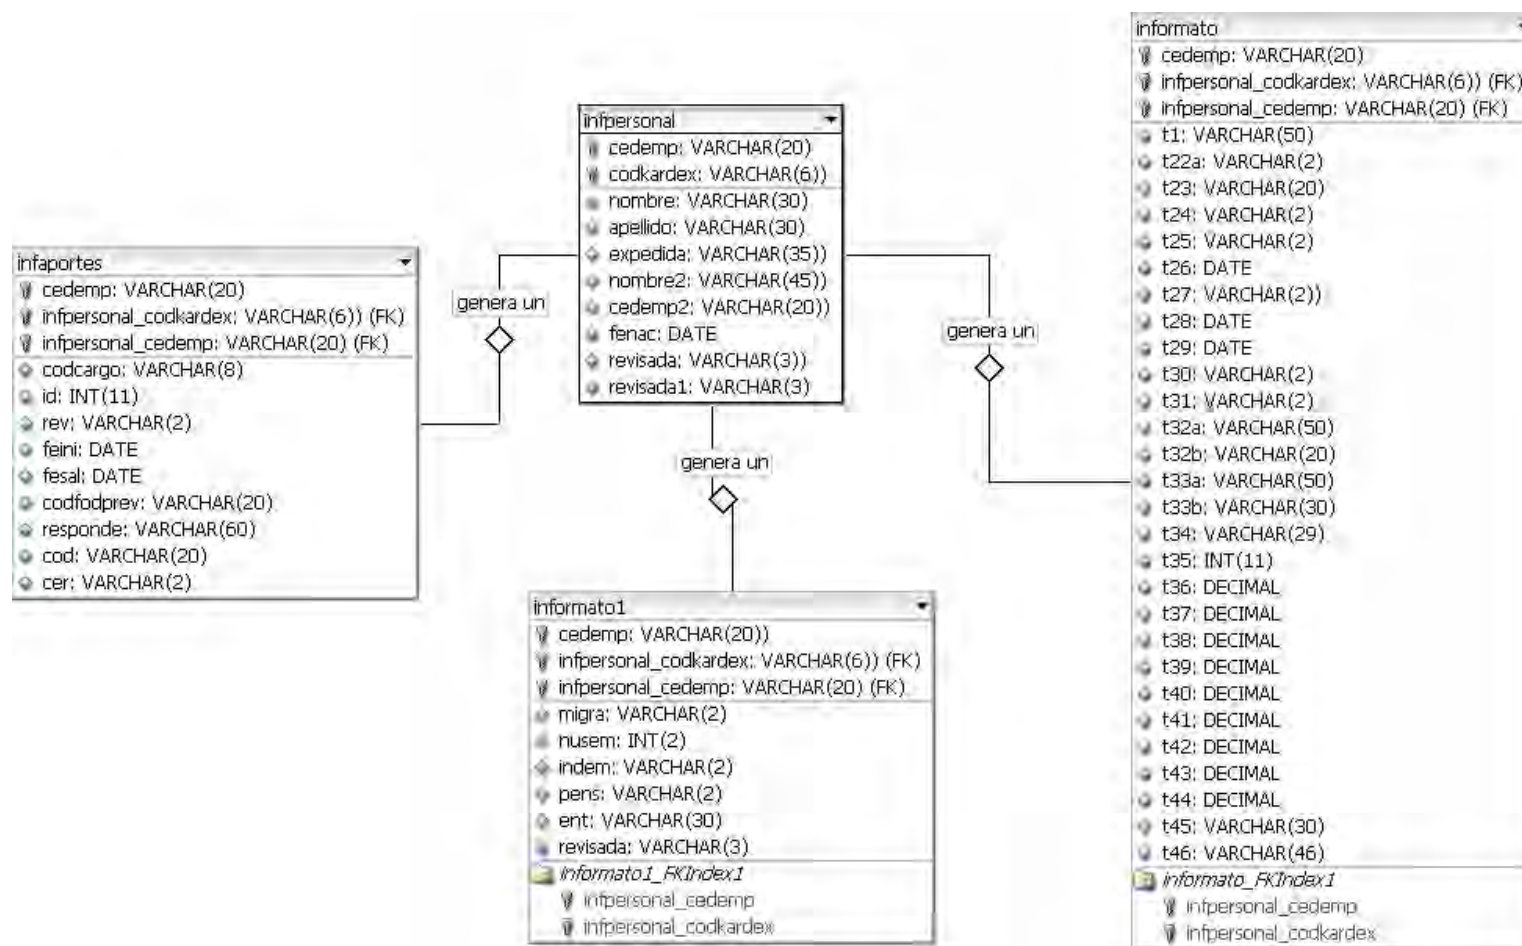 infpersonal
cedemp: VARCHAR(20)
codkardex: VARCHAR(6))
nombre: VARCHAR(30)
apellido: VARCHAR(30)
expedida: VARCHAR(35))
nombre2: VARCHAR(45))
cedemp2: VARCHAR(20))
fenac: DATE
revisada: VARCHAR(3))
revisada1: VARCHAR(3)
infaportes
cedemp: VARCHAR(20)
infpersonal_codkardex: VARCHAR(6)) (FK)
infpersonal_cedemp: VARCHAR(20) (FK)
codcargo: VARCHAR(8)
id: INT(11)
rev: VARCHAR(2)
feini: DATE
fesal: DATE
codfodprev: VARCHAR(20)
responde: VARCHAR(60)
cod: VARCHAR(20)
cer: VARCHAR(2)
genera un
genera un
genera un
informato1
cedemp: VARCHAR(20))
infpersonal_codkardex: VARCHAR(6)) (FK)
infpersonal_cedemp: VARCHAR(20) (FK)
migra: VARCHAR(2)
nusem: INT(2)
indem: VARCHAR(2)
pens: VARCHAR(2)
ent: VARCHAR(30)
revisada: VARCHAR(3)
informato1_FKIndex1
infpersonal_cedemp
infpersonal_codkardex
informato
cedemp: VARCHAR(20)
infpersonal_codkardex: VARCHAR(6)) (FK)
infpersonal_cedemp: VARCHAR(20) (FK)
t1: VARCHAR(50)
t22a: VARCHAR(2)
t23: VARCHAR(20)
t24: VARCHAR(2)
t25: VARCHAR(2)
t26: DATE
t27: VARCHAR(2))
t28: DATE
t29: DATE
t30: VARCHAR(2)
t31: VARCHAR(2)
t32a: VARCHAR(50)
t32b: VARCHAR(20)
t33a: VARCHAR(50)
t33b: VARCHAR(30)
t34: VARCHAR(29)
t35: INT(11)
t36: DECIMAL
t37: DECIMAL
t38: DECIMAL
t39: DECIMAL
t40: DECIMAL
t41: DECIMAL
t42: DECIMAL
t43: DECIMAL
t44: DECIMAL
t45: VARCHAR(30)
t46: VARCHAR(46)
informato_FKIndex1
infpersonal_cedemp
infpersonal_codkardex